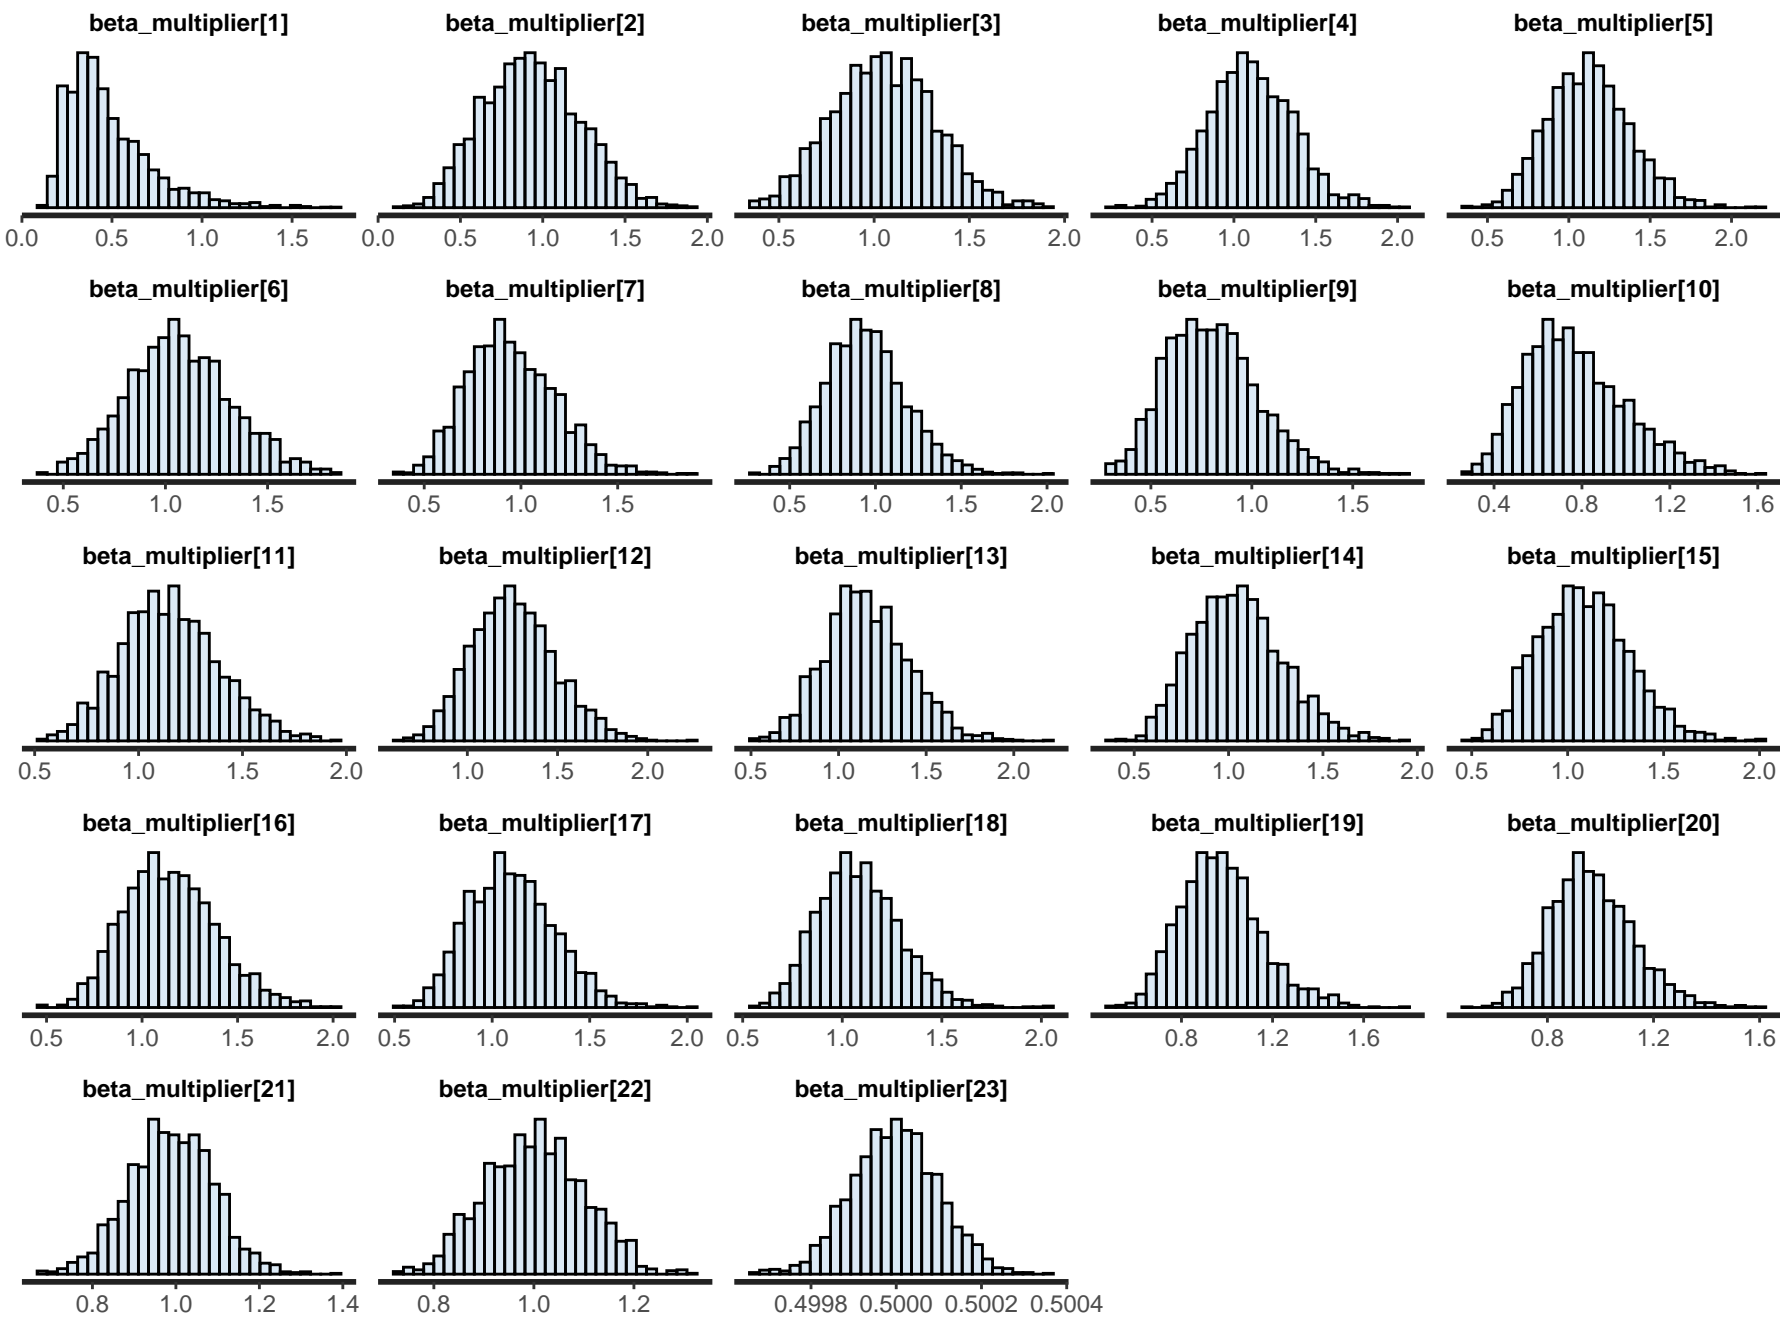 beta_multiplier[1] beta_multiplier[2] beta_multiplier[3] beta_multiplier[4] beta_multiplier[5]
0.0 0.5 1.0 1.5 0.0 0.5 1.0 1.5 2.0 0.5 1.0 1.5 2.0 0.5 1.0 1.5 2.0 0.5 1.0 1.5 2.0
beta_multiplier[6] beta_multiplier[7] beta_multiplier[8] beta_multiplier[9] beta_multiplier[10]
0.5 1.0 1.5 0.5 1.0 1.5 0.5 1.0 1.5 2.0 0.5 1.0 1.5 0.4 0.8 1.2 1.6
beta_multiplier[11] beta_multiplier[12] beta_multiplier[13] beta_multiplier[14] beta_multiplier[15]
0.5 1.0 1.5 2.0 1.0 1.5 2.0 0.5 1.0 1.5 2.0 0.5 1.0 1.5 2.0 0.5 1.0 1.5 2.0
beta_multiplier[16] beta_multiplier[17] beta_multiplier[18] beta_multiplier[19] beta_multiplier[20]
0.5 1.0 1.5 2.0 0.5 1.0 1.5 2.0 0.5 1.0 1.5 2.0 0.8 1.2 1.6 0.8 1.2 1.6
beta_multiplier[21] beta_multiplier[22] beta_multiplier[23]
0.8 1.0 1.2 1.4 0.8 1.0 1.2 0.4998 0.5000 0.5002 0.5004